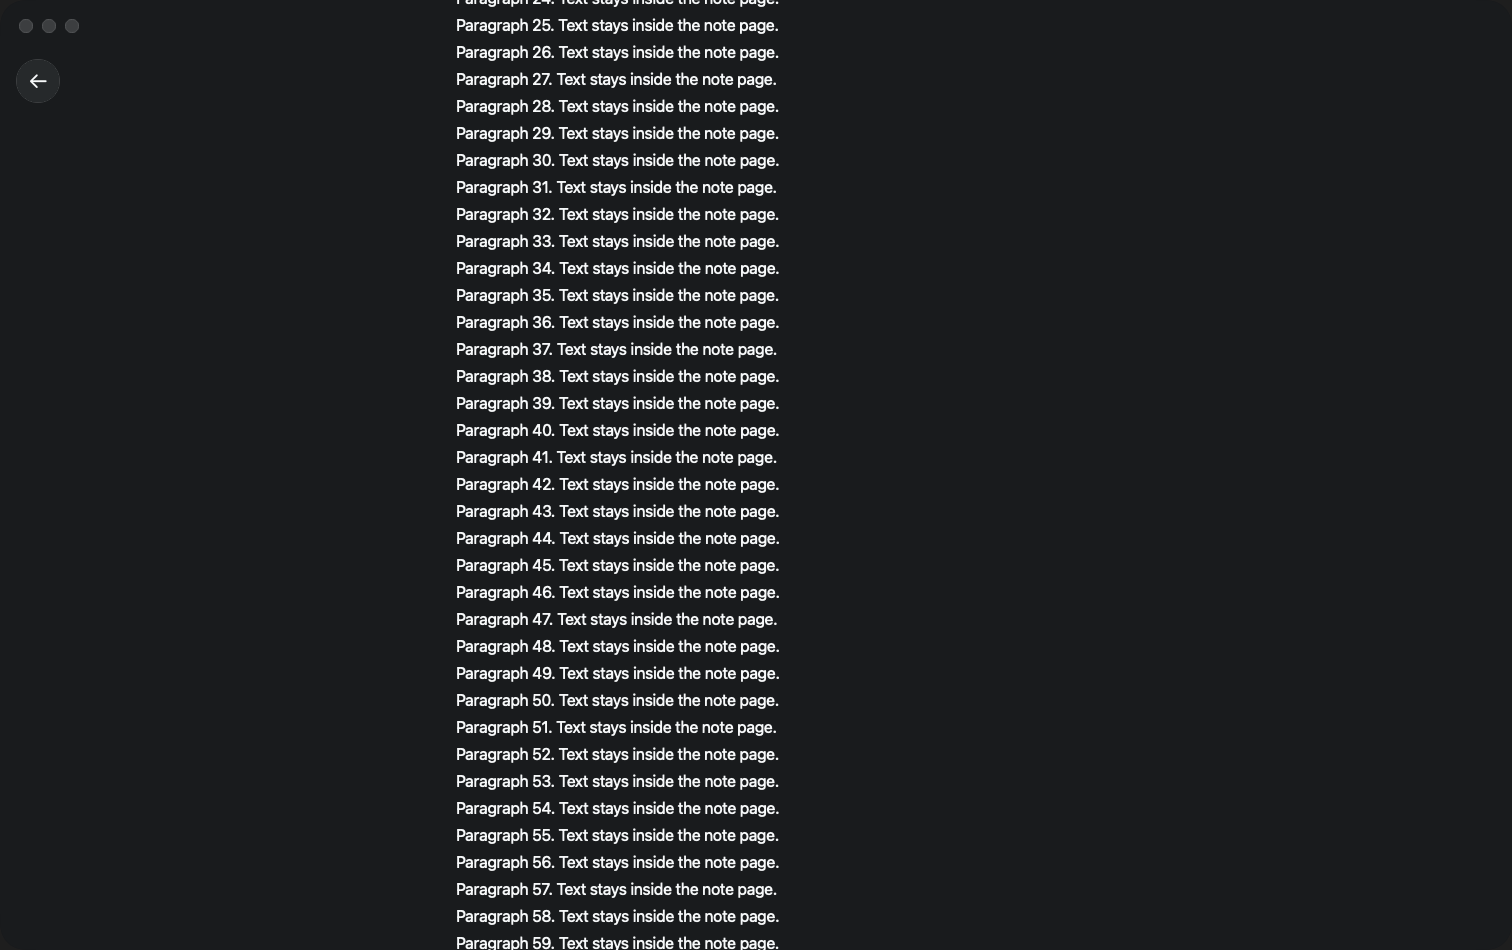 Paragraph 24. Text stays inside the note page.
Paragraph 25. Text stays inside the note page.
Paragraph 26. Text stays inside the note page.
Paragraph 27. Text stays inside the note page.
Paragraph 28. Text stays inside the note page.
Paragraph 29. Text stays inside the note page.
Paragraph 30. Text stays inside the note page.
Paragraph 31. Text stays inside the note page.
Paragraph 32. Text stays inside the note page.
Paragraph 33. Text stays inside the note page.
Paragraph 34. Text stays inside the note page.
Paragraph 35. Text stays inside the note page.
Paragraph 36. Text stays inside the note page.
Paragraph 37. Text stays inside the note page.
Paragraph 38. Text stays inside the note page.
Paragraph 39. Text stays inside the note page.
Paragraph 40. Text stays inside the note page.
Paragraph 41. Text stays inside the note page.
Paragraph 42. Text stays inside the note page.
Paragraph 43. Text stays inside the note page.
Paragraph 44. Text stays inside the note page.
Paragraph 45. Text stays inside the note page.
Paragraph 46. Text stays inside the note page.
Paragraph 47. Text stays inside the note page.
Paragraph 48. Text stays inside the note page.
Paragraph 49. Text stays inside the note page.
Paragraph 50. Text stays inside the note page.
Paragraph 51. Text stays inside the note page.
Paragraph 52. Text stays inside the note page.
Paragraph 53. Text stays inside the note page.
Paragraph 54. Text stays inside the note page.
Paragraph 55. Text stays inside the note page.
Paragraph 56. Text stays inside the note page.
Paragraph 57. Text stays inside the note page.
Paragraph 58. Text stays inside the note page.
Paragraph 59. Text stays inside the note page.